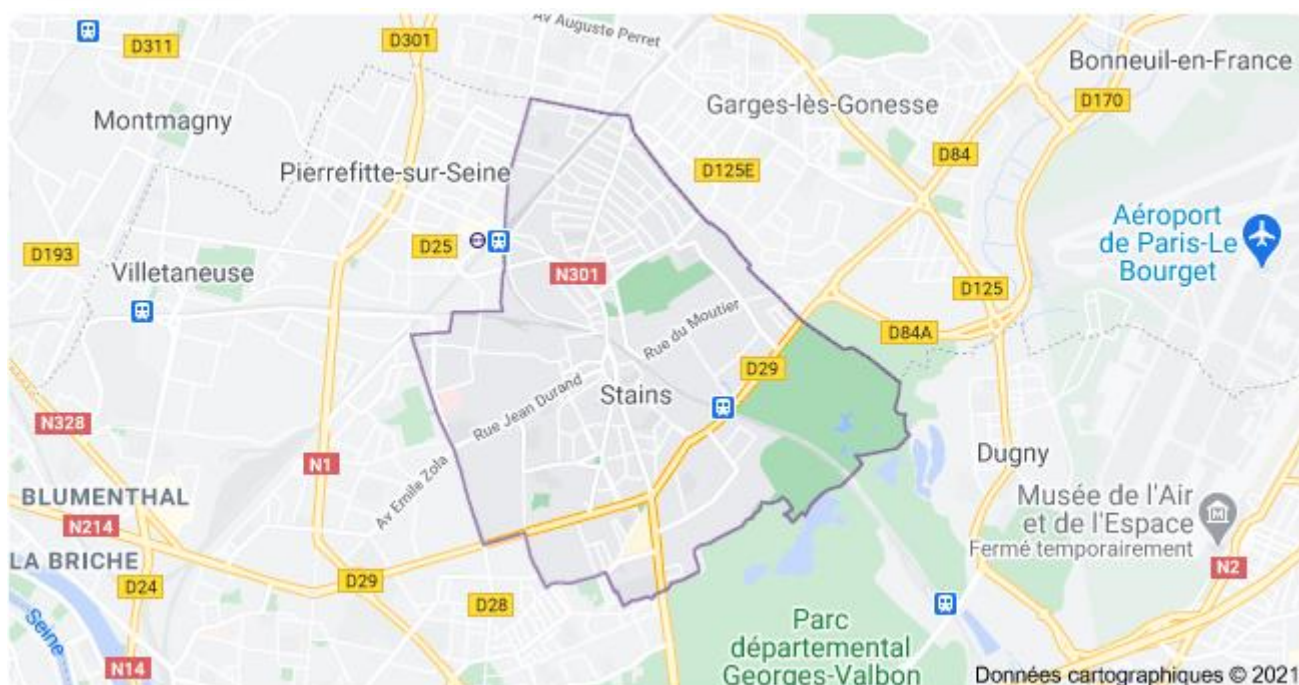 Av Auguste Perret
D311
D301
Bonneuil-en-France
Montmagny
Garges-lès-Gonesse
D170
Pierrefitte-sur-Seine
D125E
D84
Aéroport
de Paris-Le
Bourget
D193
D25
Villetaneuse
N301
D125
Rue du Moutier
D84A
D29
Rue Jean Durand
Stains
N328
N1
Av Emile Zola
Dugny
BLUMENTHAL
N214
Musée de l'Air
et de l'Espace
Fermé temporairement
LA BRICHE
D24
D29
D28
N2
Seine
N14
Parc
départemental
Georges-Valbon
Données cartographiques © 2021